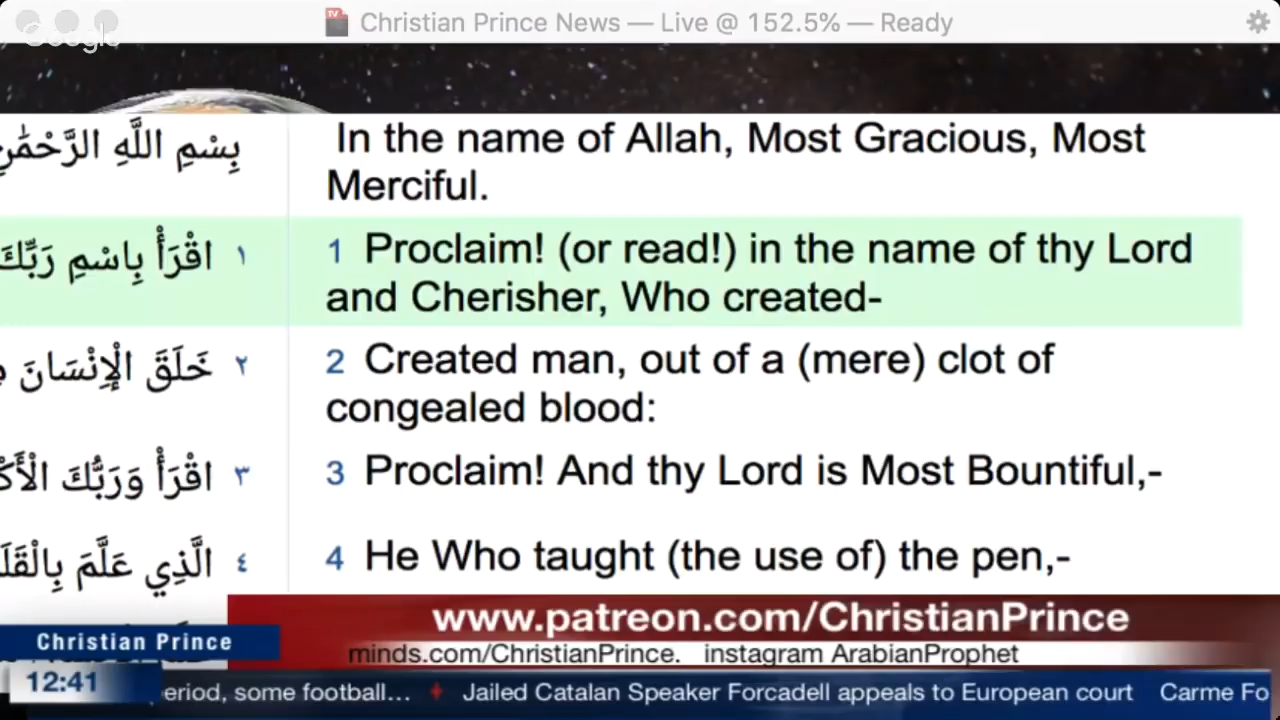 Christian Prince News — Live @ 152.5% — Ready
Google
بِسْمِ اللَّهِ
In the name of Allah, Most Gracious, Most
Merciful.
١ اقْرَأْ بِاسْمِ رَبِّكَ
1 Proclaim! (or read!) in the name of thy Lord
and Cherisher, Who created-
٢ خَلَقَ الْإِنْسَانَ
2 Created man, out of a (mere) clot of
congealed blood:
٣ اقْرَأْ وَرَبُّكَ
3 Proclaim! And thy Lord is Most Bountiful,-
٤ الَّذِي عَلَّمَ
4 He Who taught (the use of) the pen,-
www.patreon.com/ChristianPrince
Christian Prince
minds.com/ChristianPrince. instagram ArabianProphet
12:41
some football... Jailed Catalan Speaker Forcadell appeals to European court Carme